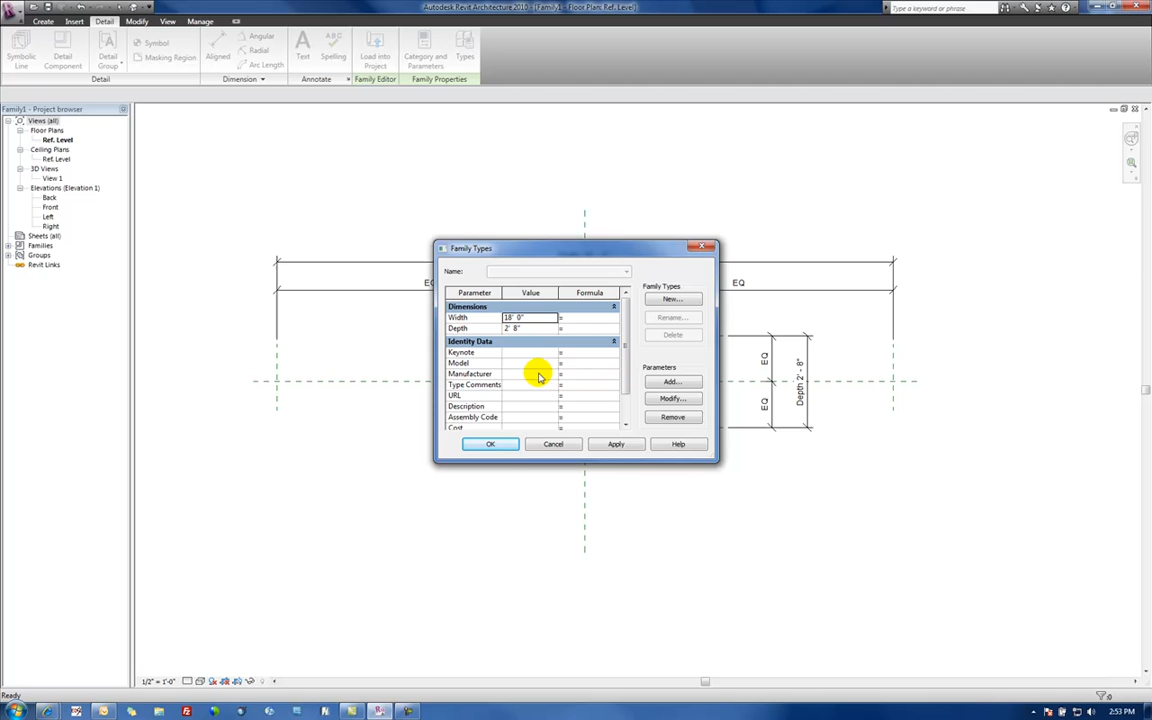 Autodesk Revit Architecture 2010 - [Family1 - Floor Plan: Ref. Level]
Type a keyword or phrase
Create Insert Detail Modify View Manage
Symbolic Line
Detail Component
Detail Group
Symbol
Masking Region
Aligned
Angular
Radial
Arc Length
Text
Spelling
Load into Project
Category and Parameters
Types
Detail
Dimension
Annotate
Family Editor
Family Properties
Family1 - Project browser
Views (all)
Floor Plans
Ref. Level
Ceiling Plans
Ref. Level
3D Views
View 1
Elevations (Elevation 1)
Back
Front
Left
Right
Sheets (all)
Families
Groups
Revit Links
EQ
EQ
EQ
EQ
Depth 2' - 8"
Family Types
Name:
Parameter Value Formula
Dimensions
Width 18' 0" =
Depth 2' 8" =
Identity Data
Keynote =
Model =
Manufacturer =
Type Comments =
URL =
Description =
Assembly Code =
Cost =
Family Types
New...
Rename...
Delete
Parameters
Add...
Modify...
Remove
OK Cancel Apply Help
1/2" = 1'-0"
Ready
:0
2:53 PM